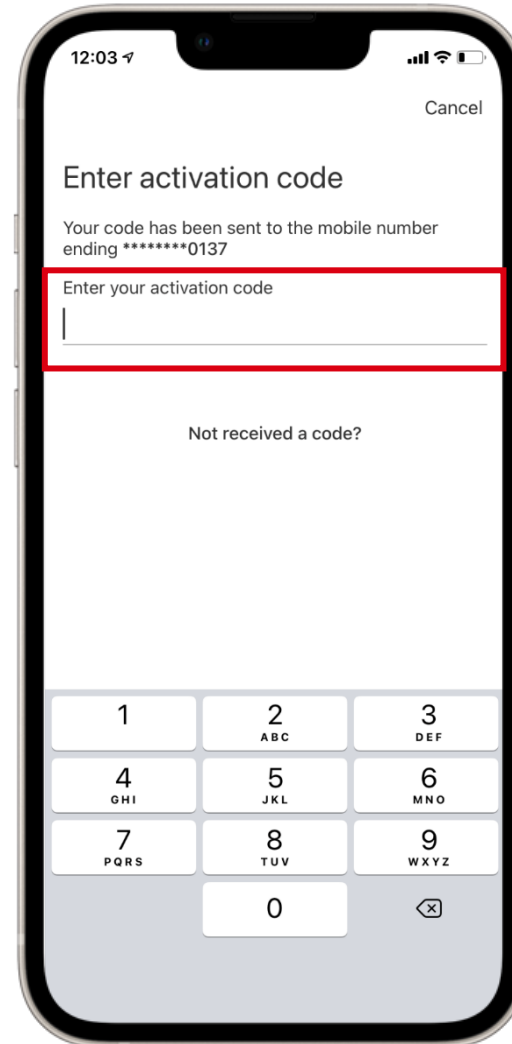 12:03
Cancel
Enter activation code
Your code has been sent to the mobile number
ending ********0137
Enter your activation code
Not received a code?
1 2 3
ABC DEF
4 5 6
GHI JKL MNO
7 8 9
PQRS TUV WXYZ
0